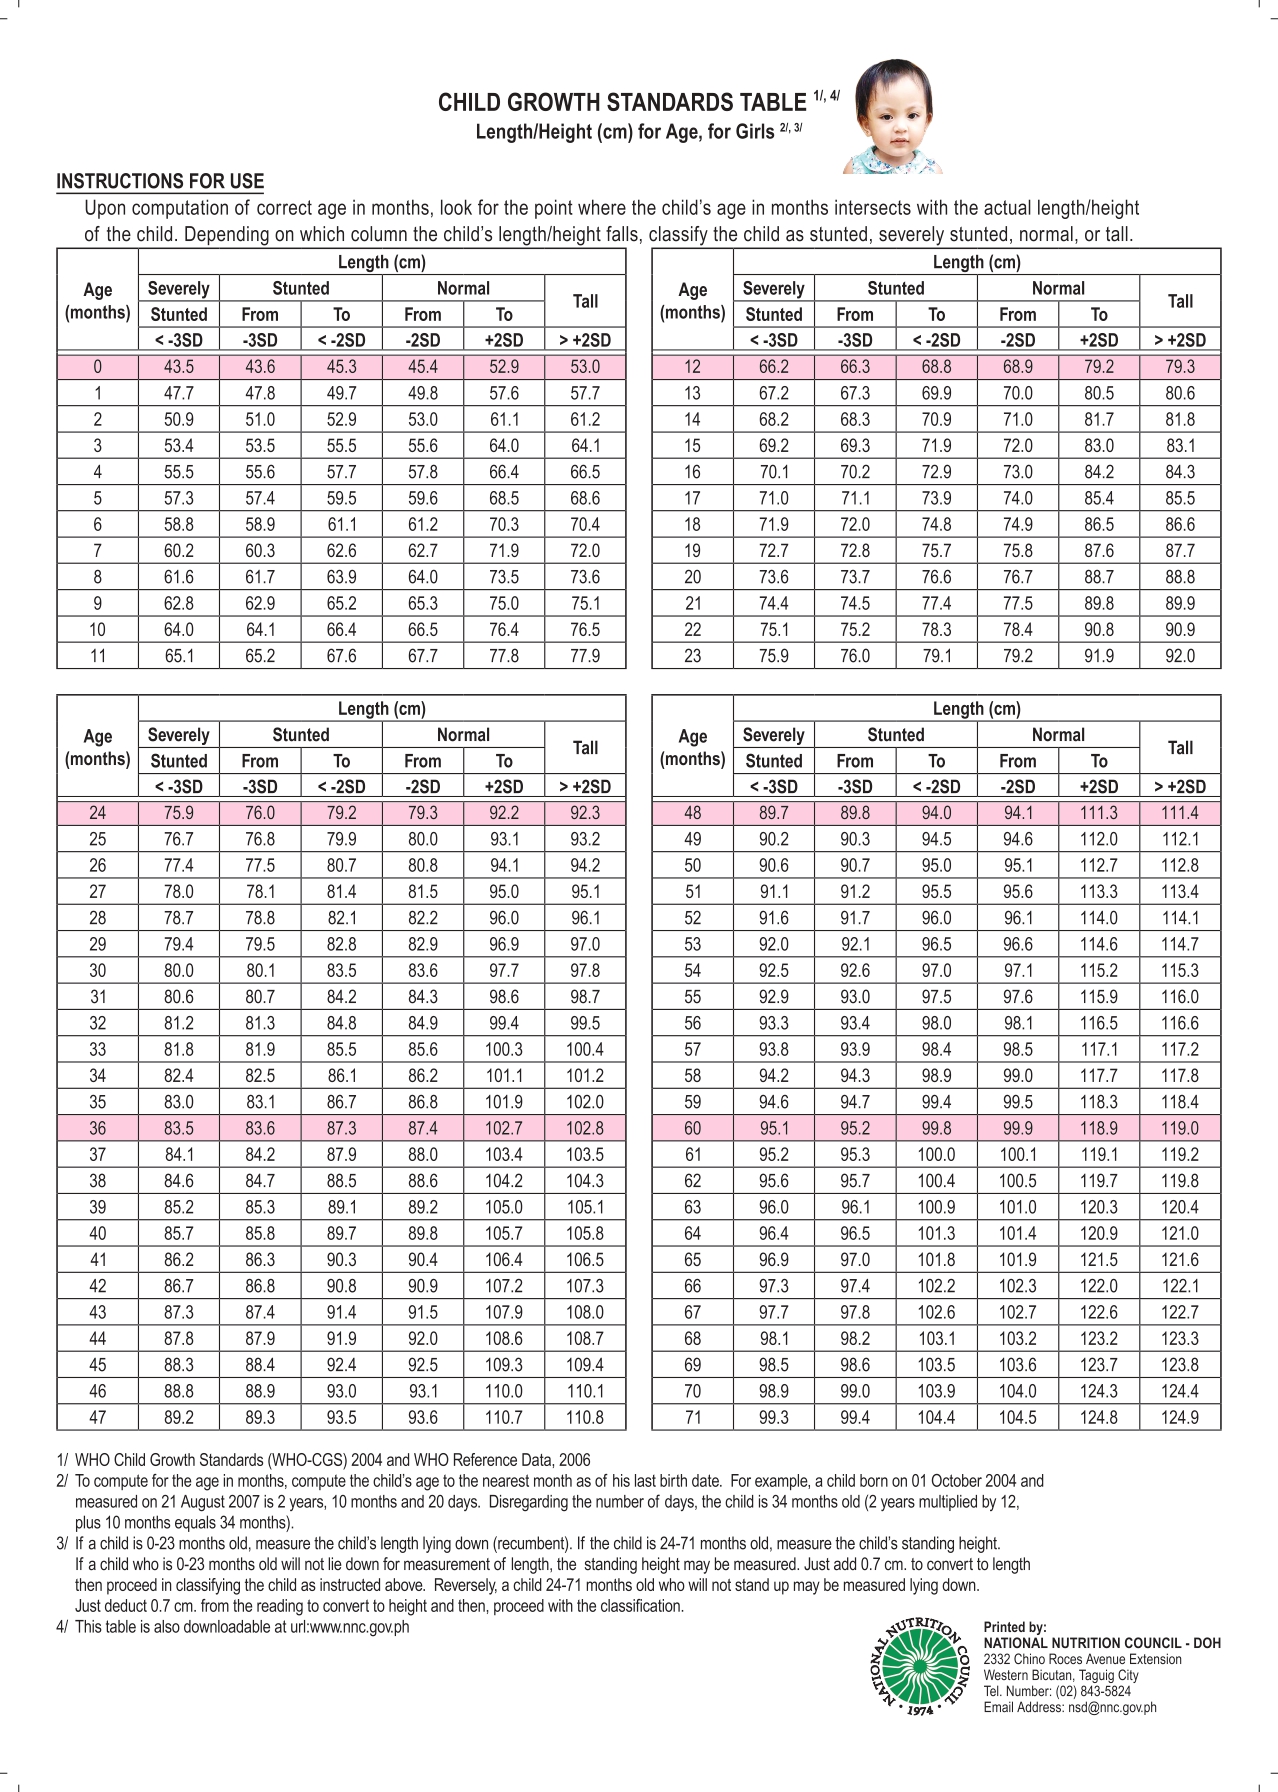 CHILD GROWTH STANDARDS TABLE 1/, 4/
Length/Height (cm) for Age, for Girls 2/, 3/
INSTRUCTIONS FOR USE
Upon computation of correct age in months, look for the point where the child’s age in months intersects with the actual length/height
of the child. Depending on which column the child’s length/height falls, classify the child as stunted, severely stunted, normal, or tall.
Age (months) Length (cm)
Severely Stunted Normal Tall
Stunted From To From To
< -3SD -3SD < -2SD -2SD +2SD > +2SD
0 43.5 43.6 45.3 45.4 52.9 53.0
1 47.7 47.8 49.7 49.8 57.6 57.7
2 50.9 51.0 52.9 53.0 61.1 61.2
3 53.4 53.5 55.5 55.6 64.0 64.1
4 55.5 55.6 57.7 57.8 66.4 66.5
5 57.3 57.4 59.5 59.6 68.5 68.6
6 58.8 58.9 61.1 61.2 70.3 70.4
7 60.2 60.3 62.6 62.7 71.9 72.0
8 61.6 61.7 63.9 64.0 73.5 73.6
9 62.8 62.9 65.2 65.3 75.0 75.1
10 64.0 64.1 66.4 66.5 76.4 76.5
11 65.1 65.2 67.6 67.7 77.8 77.9
Age (months) Length (cm)
Severely Stunted Normal Tall
Stunted From To From To
< -3SD -3SD < -2SD -2SD +2SD > +2SD
12 66.2 66.3 68.8 68.9 79.2 79.3
13 67.2 67.3 69.9 70.0 80.5 80.6
14 68.2 68.3 70.9 71.0 81.7 81.8
15 69.2 69.3 71.9 72.0 83.0 83.1
16 70.1 70.2 72.9 73.0 84.2 84.3
17 71.0 71.1 73.9 74.0 85.4 85.5
18 71.9 72.0 74.8 74.9 86.5 86.6
19 72.7 72.8 75.7 75.8 87.6 87.7
20 73.6 73.7 76.6 76.7 88.7 88.8
21 74.4 74.5 77.4 77.5 89.8 89.9
22 75.1 75.2 78.3 78.4 90.8 90.9
23 75.9 76.0 79.1 79.2 91.9 92.0
Age (months) Length (cm)
Severely Stunted Normal Tall
Stunted From To From To
< -3SD -3SD < -2SD -2SD +2SD > +2SD
24 75.9 76.0 79.2 79.3 92.2 92.3
25 76.7 76.8 79.9 80.0 93.1 93.2
26 77.4 77.5 80.7 80.8 94.1 94.2
27 78.0 78.1 81.4 81.5 95.0 95.1
28 78.7 78.8 82.1 82.2 96.0 96.1
29 79.4 79.5 82.8 82.9 96.9 97.0
30 80.0 80.1 83.5 83.6 97.7 97.8
31 80.6 80.7 84.2 84.3 98.6 98.7
32 81.2 81.3 84.8 84.9 99.4 99.5
33 81.8 81.9 85.5 85.6 100.3 100.4
34 82.4 82.5 86.1 86.2 101.1 101.2
35 83.0 83.1 86.7 86.8 101.9 102.0
36 83.5 83.6 87.3 87.4 102.7 102.8
37 84.1 84.2 87.9 88.0 103.4 103.5
38 84.6 84.7 88.5 88.6 104.2 104.3
39 85.2 85.3 89.1 89.2 105.0 105.1
40 85.7 85.8 89.7 89.8 105.7 105.8
41 86.2 86.3 90.3 90.4 106.4 106.5
42 86.7 86.8 90.8 90.9 107.2 107.3
43 87.3 87.4 91.4 91.5 107.9 108.0
44 87.8 87.9 91.9 92.0 108.6 108.7
45 88.3 88.4 92.4 92.5 109.3 109.4
46 88.8 88.9 93.0 93.1 110.0 110.1
47 89.2 89.3 93.5 93.6 110.7 110.8
Age (months) Length (cm)
Severely Stunted Normal Tall
Stunted From To From To
< -3SD -3SD < -2SD -2SD +2SD > +2SD
48 89.7 89.8 94.0 94.1 111.3 111.4
49 90.2 90.3 94.5 94.6 112.0 112.1
50 90.6 90.7 95.0 95.1 112.7 112.8
51 91.1 91.2 95.5 95.6 113.3 113.4
52 91.6 91.7 96.0 96.1 114.0 114.1
53 92.0 92.1 96.5 96.6 114.6 114.7
54 92.5 92.6 97.0 97.1 115.2 115.3
55 92.9 93.0 97.5 97.6 115.9 116.0
56 93.3 93.4 98.0 98.1 116.5 116.6
57 93.8 93.9 98.4 98.5 117.1 117.2
58 94.2 94.3 98.9 99.0 117.7 117.8
59 94.6 94.7 99.4 99.5 118.3 118.4
60 95.1 95.2 99.8 99.9 118.9 119.0
61 95.2 95.3 100.0 100.1 119.1 119.2
62 95.6 95.7 100.4 100.5 119.7 119.8
63 96.0 96.1 100.9 101.0 120.3 120.4
64 96.4 96.5 101.3 101.4 120.9 121.0
65 96.9 97.0 101.8 101.9 121.5 121.6
66 97.3 97.4 102.2 102.3 122.0 122.1
67 97.7 97.8 102.6 102.7 122.6 122.7
68 98.1 98.2 103.1 103.2 123.2 123.3
69 98.5 98.6 103.5 103.6 123.7 123.8
70 98.9 99.0 103.9 104.0 124.3 124.4
71 99.3 99.4 104.4 104.5 124.8 124.9
1/ WHO Child Growth Standards (WHO-CGS) 2004 and WHO Reference Data, 2006
2/ To compute for the age in months, compute the child’s age to the nearest month as of his last birth date. For example, a child born on 01 October 2004 and
measured on 21 August 2007 is 2 years, 10 months and 20 days. Disregarding the number of days, the child is 34 months old (2 years multiplied by 12,
plus 10 months equals 34 months).
3/ If a child is 0-23 months old, measure the child’s length lying down (recumbent). If the child is 24-71 months old, measure the child’s standing height.
If a child who is 0-23 months old will not lie down for measurement of length, the standing height may be measured. Just add 0.7 cm. to convert to length
then proceed in classifying the child as instructed above. Reversely, a child 24-71 months old who will not stand up may be measured lying down.
Just deduct 0.7 cm. from the reading to convert to height and then, proceed with the classification.
4/ This table is also downloadable at url:www.nnc.gov.ph
NATIONAL NUTRITION COUNCIL • 1974 •
Printed by:
NATIONAL NUTRITION COUNCIL - DOH
2332 Chino Roces Avenue Extension
Western Bicutan, Taguig City
Tel. Number: (02) 843-5824
Email Address: nsd@nnc.gov.ph